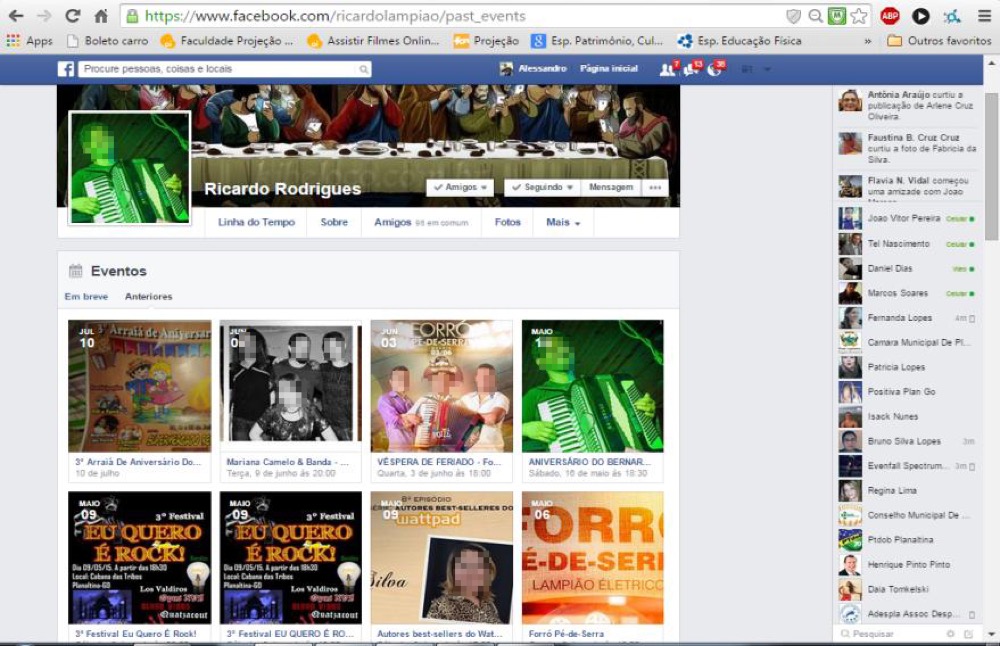 https://www.facebook.com/ricardolampiao/past_events
Apps Boleto carro Faculdade Projeção ... Assistir Filmes Onlin... Projeção Esp. Patrimônio, Cul... Esp. Educação Física » Outros favoritos
Procure pessoas, coisas e locais
Alessandro Página inicial 7 13 38
Ricardo Rodrigues
Amigos Seguindo Mensagem ...
Linha do Tempo Sobre Amigos 98 em comum Fotos Mais
Eventos
Em breve Anteriores
JUL
10
3º Arraiá de Aniversar
3º Arraiá De Aniversário Do...
10 de julho
Mariana Camelo & Banda - ...
Terça, 9 de junho às 20:00
JUN
03
FORRÓ
PÉ-DE-SERRA
03/06
VÉSPERA DE FERIADO - Fo...
Quarta, 3 de junho às 18:00
MAIO
ANIVERSÁRIO DO BERNAR...
Sábado, 16 de maio às 18:30
MAIO
09
3º Festival
EU QUERO
É ROCK!
Dia 09/05/15. A partir das 18h30
Local: Cabana dos Tribos
Planaltina-GO
Los Valdiros
Quatzacout
3º Festival Eu Quero É Rock!
MAIO
09
3º Festival
EU QUERO
É ROCK!
Dia 09/05/15. A partir das 18h30
Local: Cabana dos Tribos
Planaltina-GO
Los Valdiros
Quatzacout
3º Festival EU QUERO É RO...
MAIO
09
8º EPISÓDIO
SÉRIE: AUTORES BEST-SELLERES DO
wattpad
Silva
Autores best-sellers do Wat...
MAIO
06
FORRÓ
PÉ-DE-SERR
LAMPIÃO ELÉTRICO
Forró Pé-de-Serra
Antônia Araújo curtiu a
publicação de Arlene Cruz
Oliveira.
Faustina B. Cruz Cruz
curtiu a foto de Fabricia da
Silva.
Flavia N. Vidal começou
uma amizade com Joao
Joao Vitor Pereira Celular
Tel Nascimento Celular
Daniel Dias Web
Marcos Soares Celular
Fernanda Lopes 4m
Camara Municipal De Pl...
Patricia Lopes
Positiva Plan Go
Isack Nunes
Bruno Silva Lopes 3m
Evenfall Spectrum... 3m
Regina Lima
Conselho Municipal De ...
Ptdob Planaltina
Henrique Pinto Pinto
Daia Tomkelski
Adespla Assoc Desp...
Pesquisar